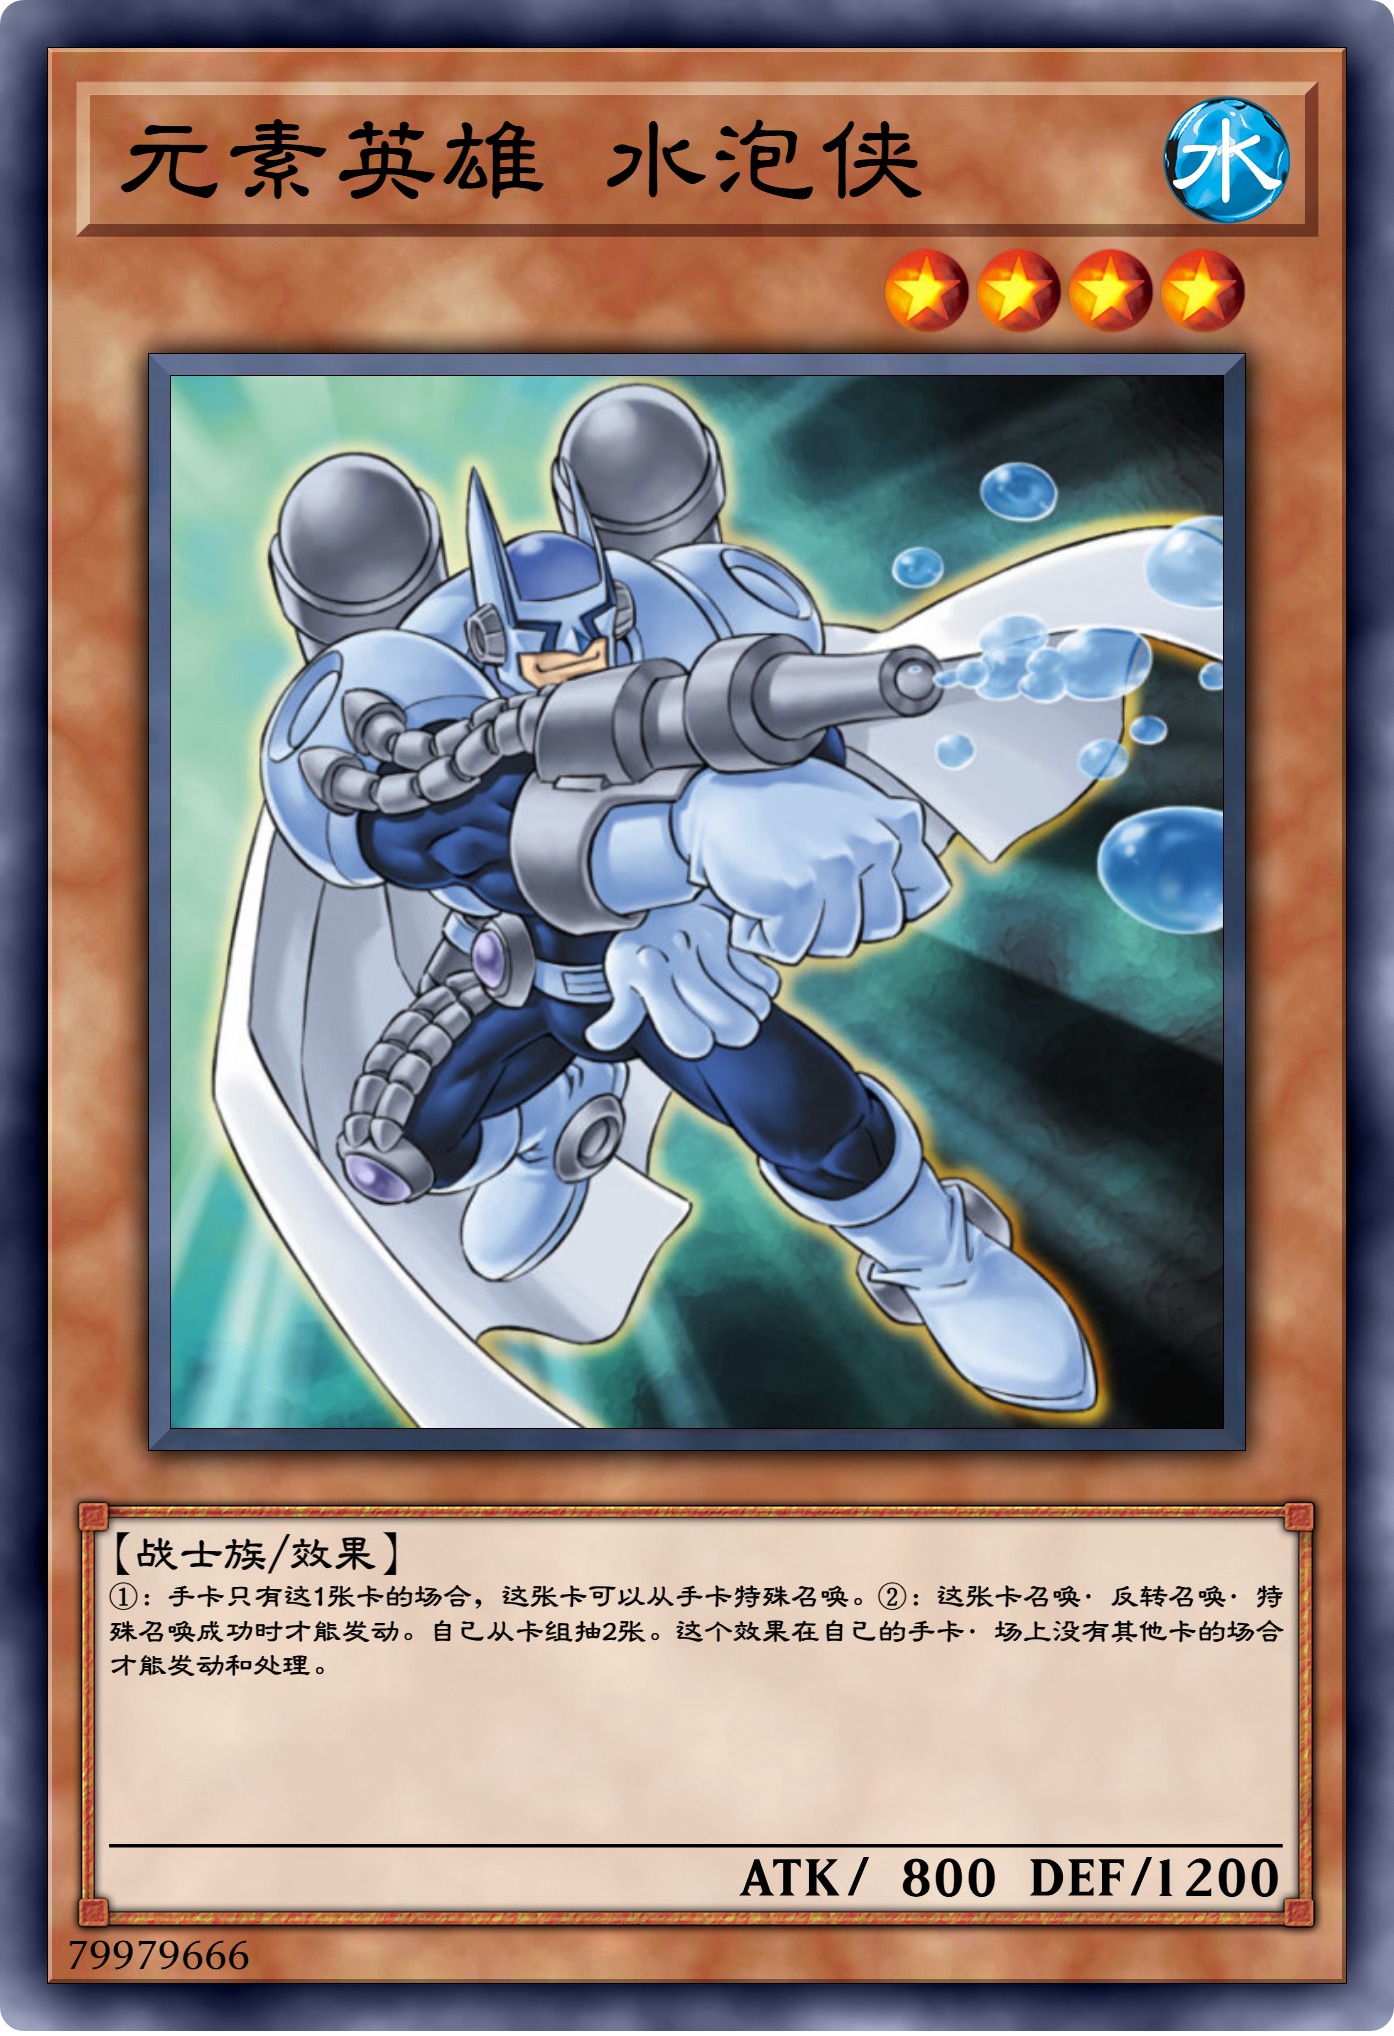 元素英雄 水泡侠
水
【战士族/效果】
①：手卡只有这1张卡的场合，这张卡可以从手卡特殊召唤。②：这张卡召唤·反转召唤·特
殊召唤成功时才能发动。自己从卡组抽2张。这个效果在自己的手卡·场上没有其他卡的场合
才能发动和处理。
ATK/ 800 DEF/1200
79979666